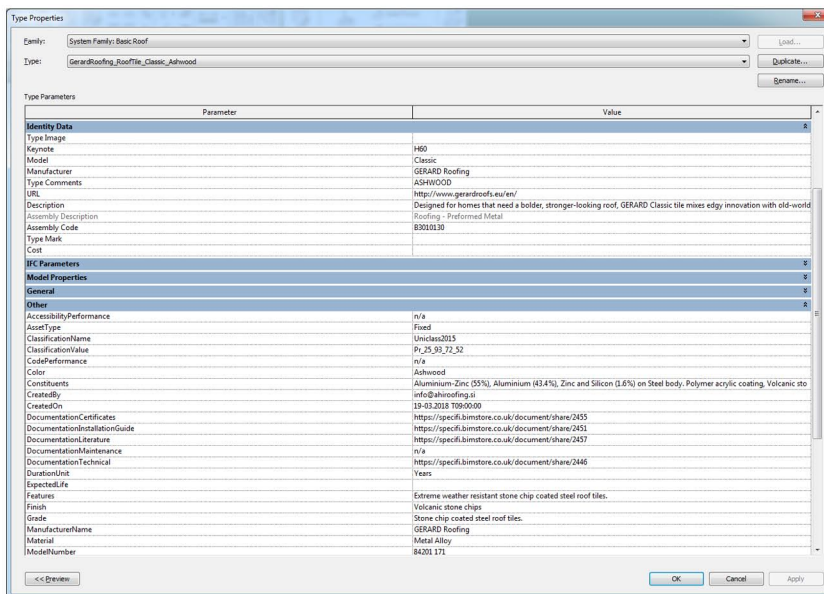 Type Properties
Family: System Family: Basic Roof Load...
Type: GerardRoofing_RoofTile_Classic_Ashwood Duplicate...
Rename...
Type Parameters
Parameter Value
Identity Data
Type Image
Keynote H60
Model Classic
Manufacturer GERARD Roofing
Type Comments ASHWOOD
URL http://www.gerardroofs.eu/en/
Description Designed for homes that need a bolder, stronger-looking roof, GERARD Classic tile mixes edgy innovation with old-world
Assembly Description Roofing - Preformed Metal
Assembly Code B3010130
Type Mark
Cost
IFC Parameters
Model Properties
General
Other
AccessibilityPerformance n/a
AssetType Fixed
ClassificationName Uniclass2015
ClassificationValue Pr_25_93_72_52
CodePerformance n/a
Color Ashwood
Constituents Aluminium-Zinc (55%), Aluminium (43.4%), Zinc and Silicon (1.6%) on Steel body. Polymer acrylic coating, Volcanic sto
CreatedBy info@ahiroofing.si
CreatedOn 19-03.2018 T09:00:00
DocumentationCertificates https://specifi.bimstore.co.uk/document/share/2455
DocumentationInstallationGuide https://specifi.bimstore.co.uk/document/share/2451
DocumentationLiterature https://specifi.bimstore.co.uk/document/share/2457
DocumentationMaintenance n/a
DocumentationTechnical https://specifi.bimstore.co.uk/document/share/2446
DurationUnit Years
ExpectedLife
Features Extreme weather resistant stone chip coated steel roof tiles.
Finish Volcanic stone chips
Grade Stone chip coated steel roof tiles.
ManufacturerName GERARD Roofing
Material Metal Alloy
ModelNumber 84201 171
<< Preview OK Cancel Apply